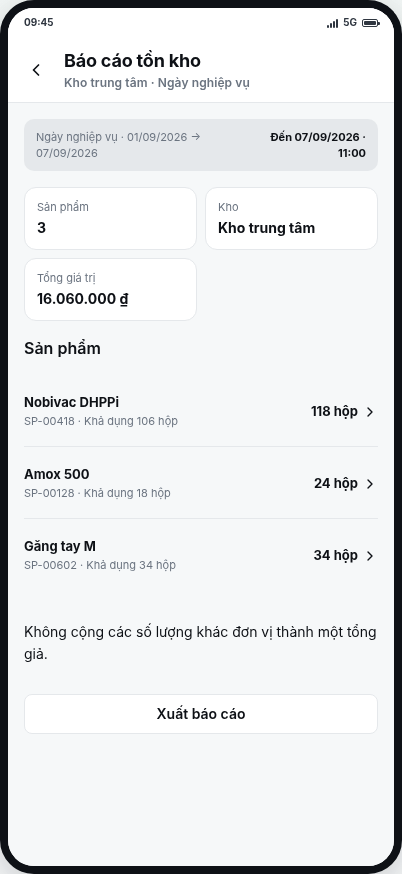 09:45
5G
Báo cáo tồn kho
Kho trung tâm · Ngày nghiệp vụ
Ngày nghiệp vụ · 01/09/2026 →
07/09/2026
Đến 07/09/2026 ·
11:00
Sản phẩm
3
Kho
Kho trung tâm
Tổng giá trị
16.060.000 ₫
Sản phẩm
Nobivac DHPPi
SP-00418 · Khả dụng 106 hộp
118 hộp
Amox 500
SP-00128 · Khả dụng 18 hộp
24 hộp
Găng tay M
SP-00602 · Khả dụng 34 hộp
34 hộp
Không cộng các số lượng khác đơn vị thành một tổng
giả.
Xuất báo cáo